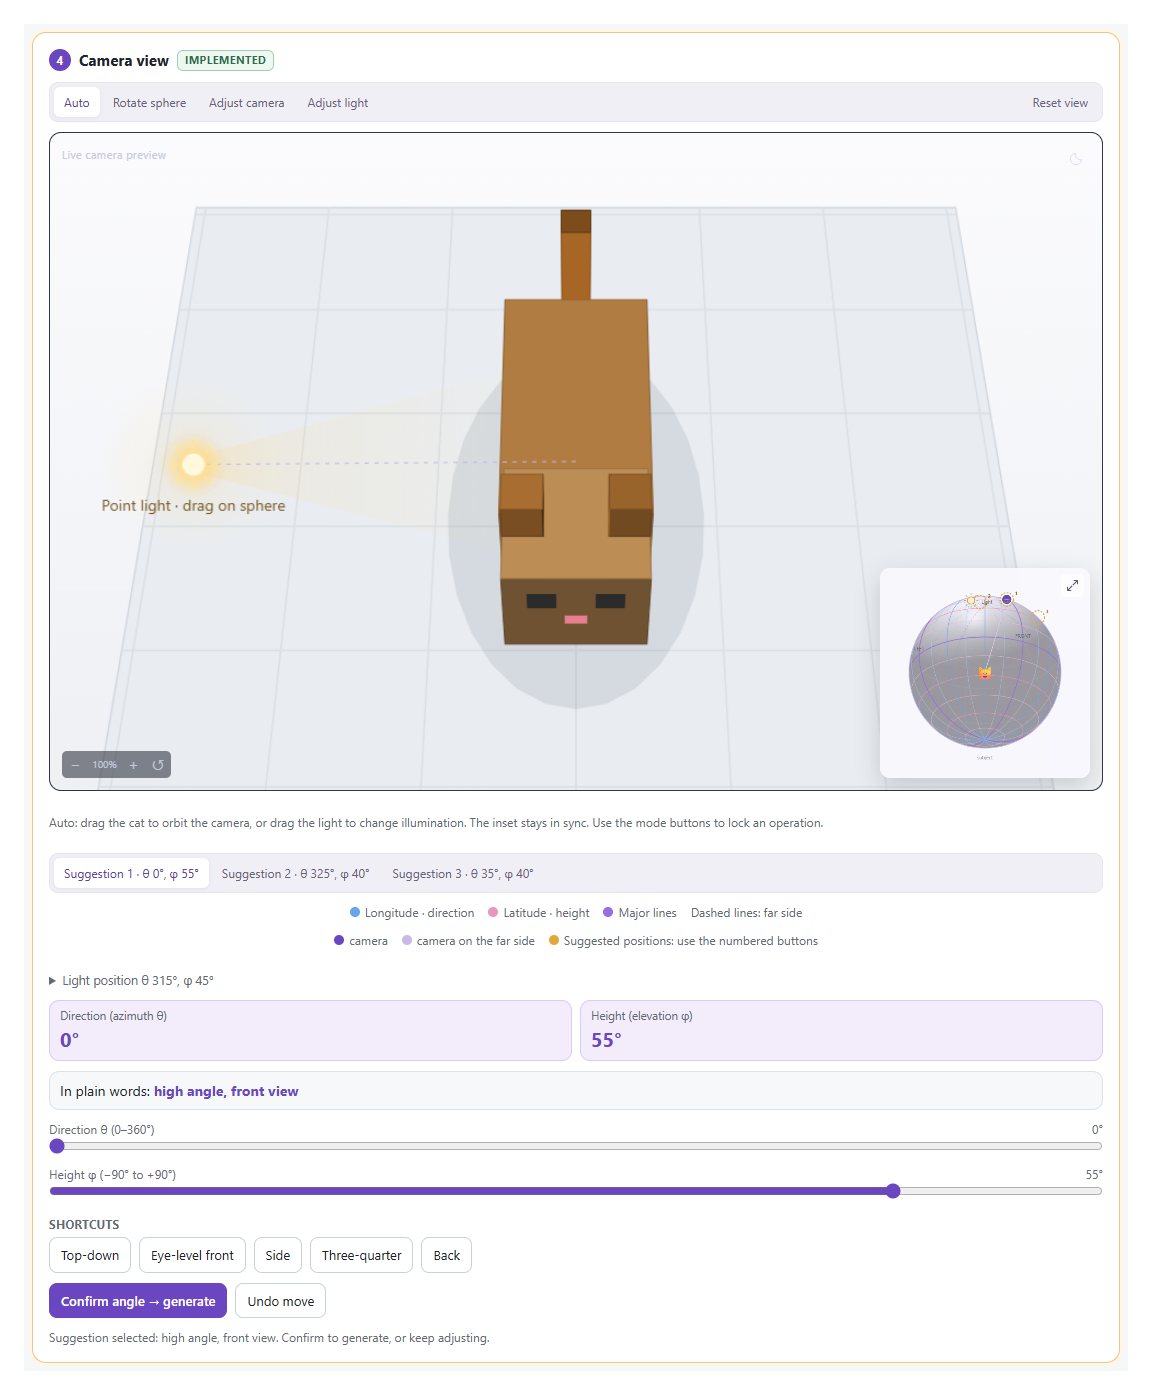 4 Camera view IMPLEMENTED
Auto Rotate sphere Adjust camera Adjust light Reset view
Live camera preview
Point light · drag on sphere
− 100% + ↺
Auto: drag the cat to orbit the camera, or drag the light to change illumination. The inset stays in sync. Use the mode buttons to lock an operation.
Suggestion 1 · θ 0°, φ 55° Suggestion 2 · θ 325°, φ 40° Suggestion 3 · θ 35°, φ 40°
Longitude · direction Latitude · height Major lines Dashed lines: far side
camera camera on the far side Suggested positions: use the numbered buttons
▶ Light position θ 315°, φ 45°
Direction (azimuth θ)
0°
Height (elevation φ)
55°
In plain words: high angle, front view
Direction θ (0–360°) 0°
Height φ (−90° to +90°) 55°
SHORTCUTS
Top-down Eye-level front Side Three-quarter Back
Confirm angle → generate Undo move
Suggestion selected: high angle, front view. Confirm to generate, or keep adjusting.